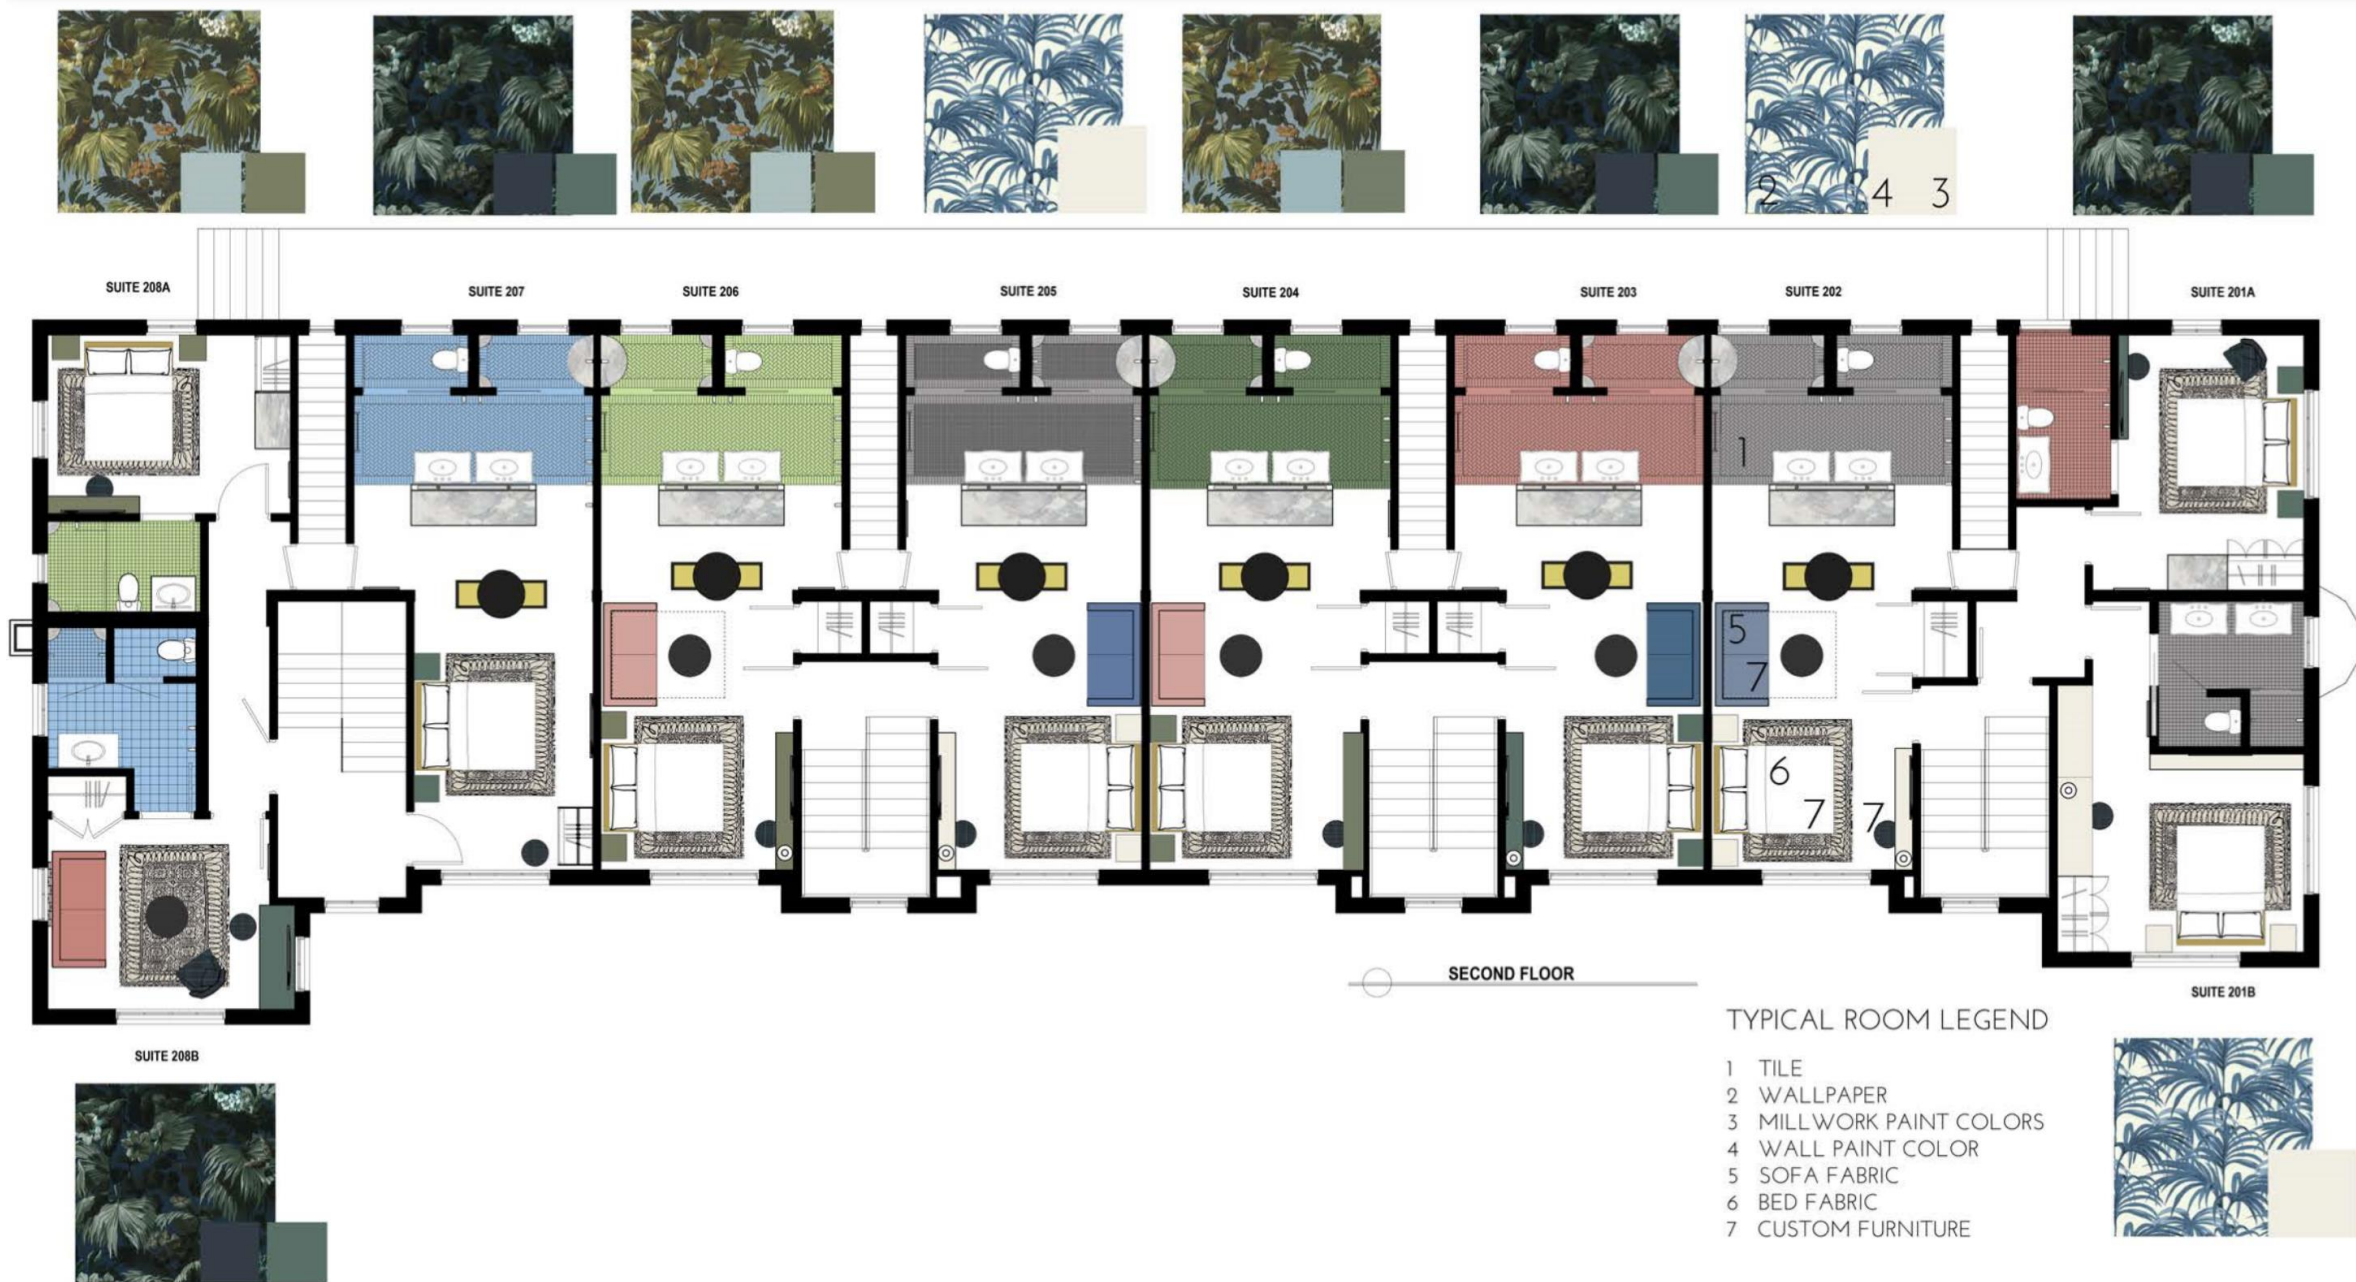 2 4 3
SUITE 208A
SUITE 207
SUITE 206
SUITE 205
SUITE 204
SUITE 203
SUITE 202
SUITE 201A
1
5
7
6
7 7
SECOND FLOOR
SUITE 201B
SUITE 208B
TYPICAL ROOM LEGEND
1 TILE
2 WALLPAPER
3 MILLWORK PAINT COLORS
4 WALL PAINT COLOR
5 SOFA FABRIC
6 BED FABRIC
7 CUSTOM FURNITURE